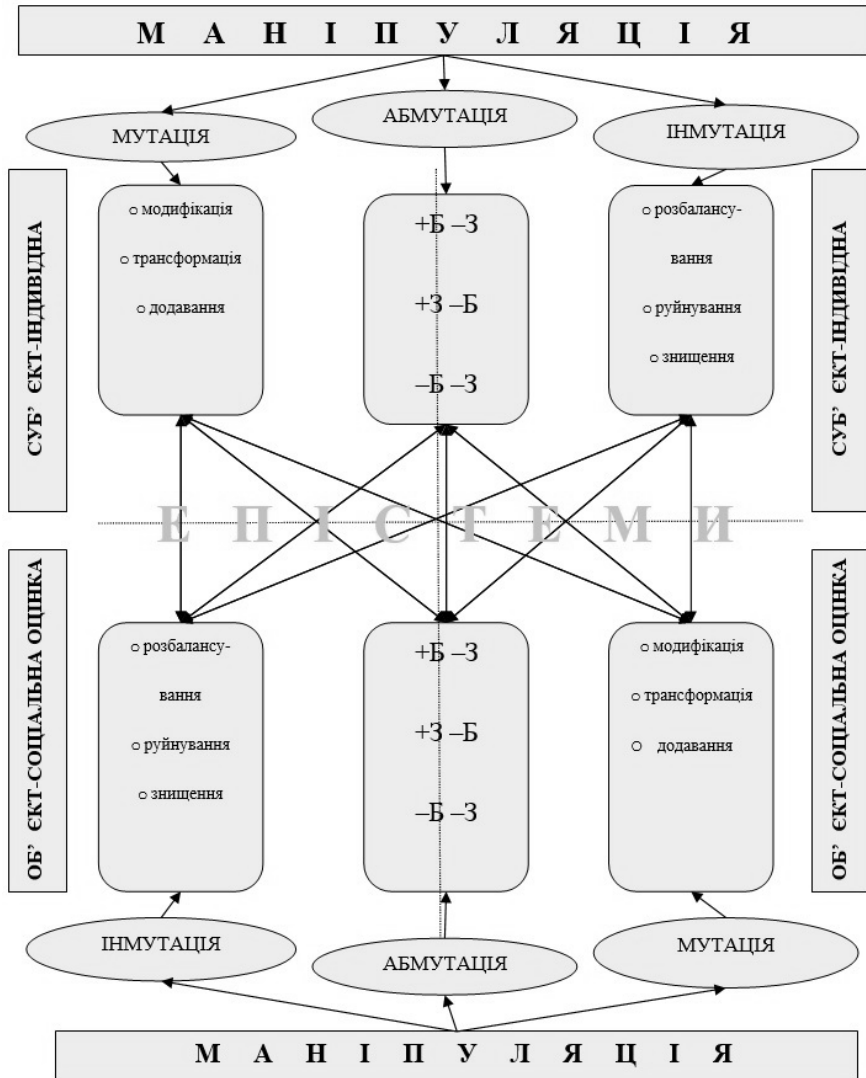 М А Н І П У Л Я Ц І Я
МУТАЦІЯ
АБМУТАЦІЯ
ІНМУТАЦІЯ
СУБ’ ЄКТ-ІНДИВІДНА
○ модифікація
○ трансформація
○ додавання
+Б –З
+З –Б
–Б –З
○ розбалансу-
вання
○ руйнування
○ знищення
СУБ’ ЄКТ-ІНДИВІДНА
Е П І С Т Е М И
ОБ’ ЄКТ-СОЦІАЛЬНА ОЦІНКА
○ розбалансу-
вання
○ руйнування
○ знищення
+Б –З
+З –Б
–Б –З
○ модифікація
○ трансформація
○ додавання
ОБ’ ЄКТ-СОЦІАЛЬНА ОЦІНКА
ІНМУТАЦІЯ
АБМУТАЦІЯ
МУТАЦІЯ
М А Н І П У Л Я Ц І Я